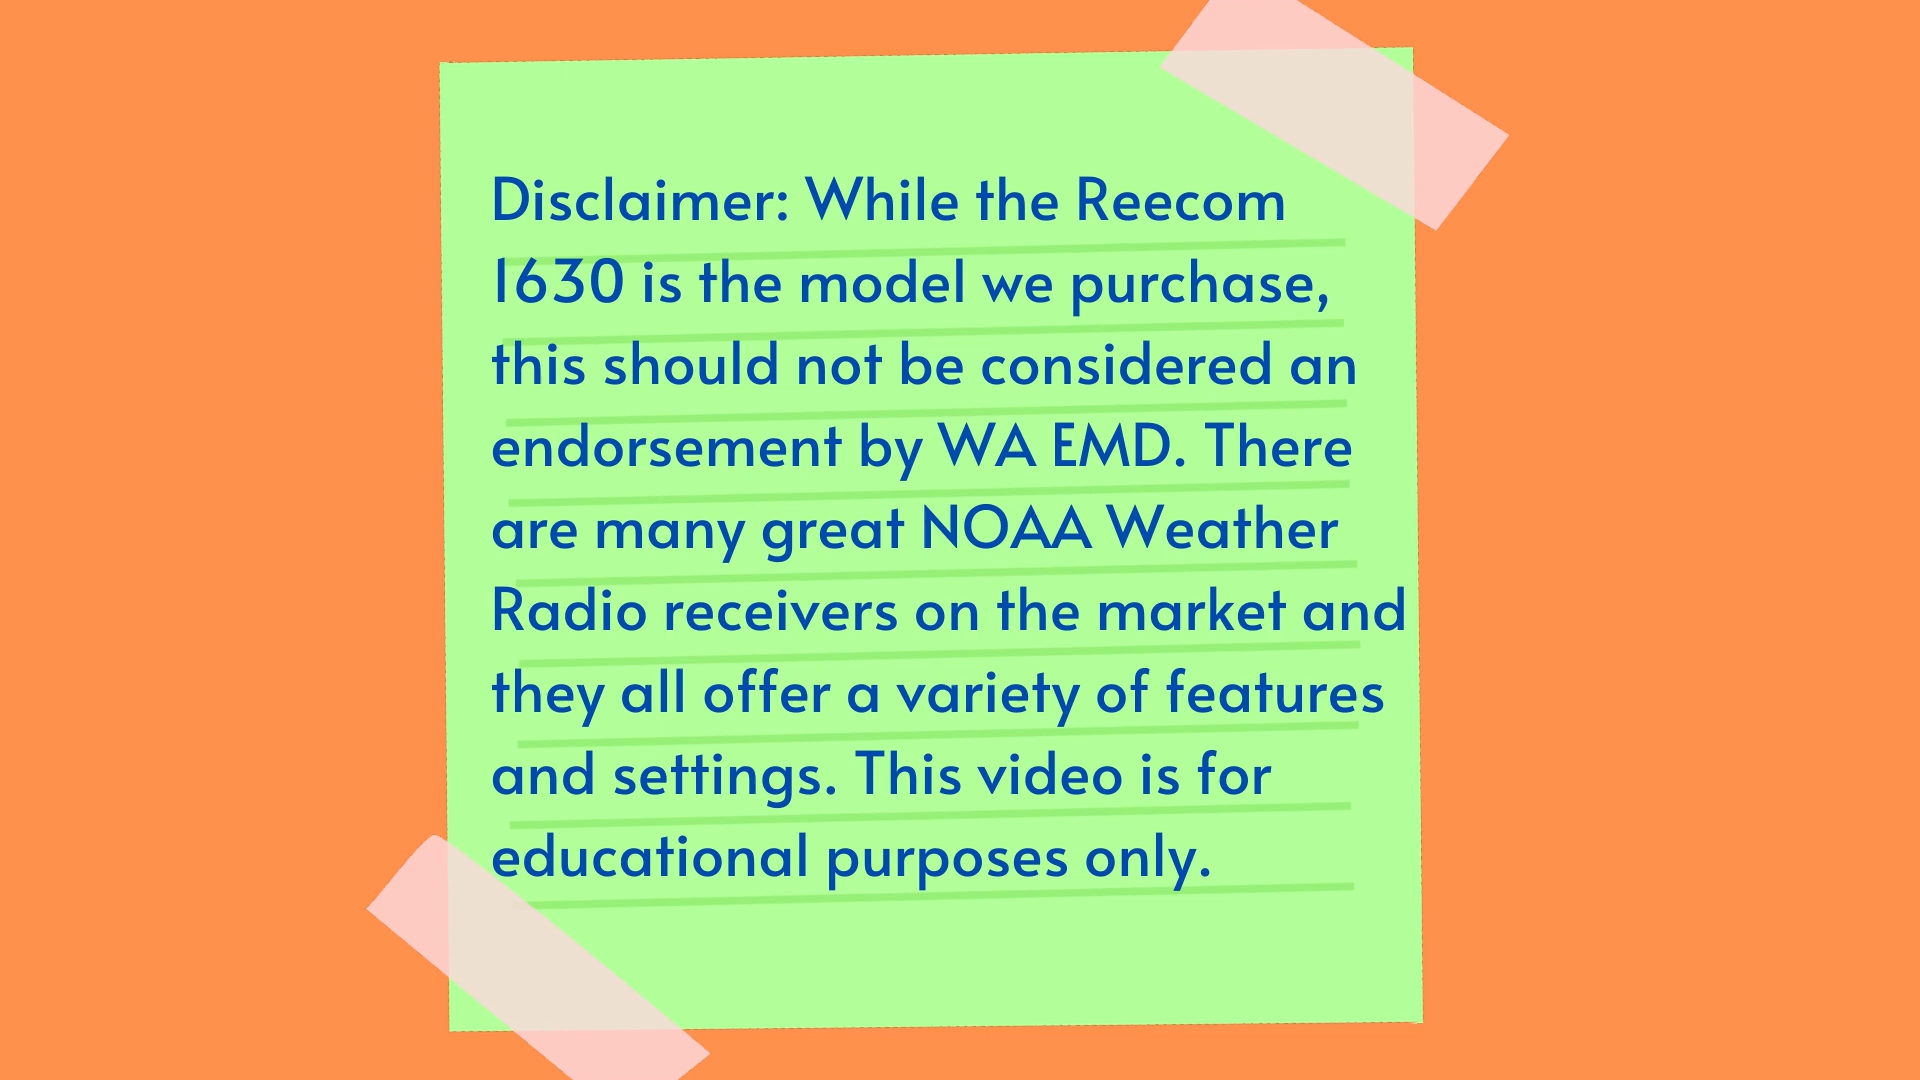 Disclaimer: While the Reecom
1630 is the model we purchase,
this should not be considered an
endorsement by WA EMD. There
are many great NOAA Weather
Radio receivers on the market and
they all offer a variety of features
and settings. This video is for
educational purposes only.